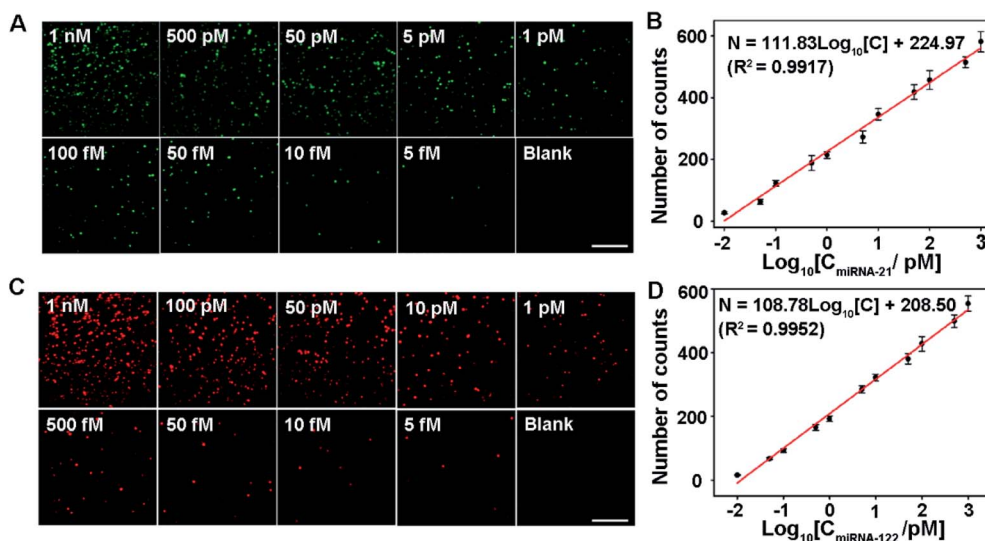 A
1 nM
500 pM
50 pM
5 pM
1 pM
100 fM
50 fM
10 fM
5 fM
Blank
B
N = 111.83Log₁₀[C] + 224.97
(R² = 0.9917)
600
400
200
0
Number of counts
-2 -1 0 1 2 3
Log₁₀[C_miRNA-21/ pM]
C
1 nM
100 pM
50 pM
10 pM
1 pM
500 fM
50 fM
10 fM
5 fM
Blank
D
N = 108.78Log₁₀[C] + 208.50
(R² = 0.9952)
600
400
200
0
Number of counts
-2 -1 0 1 2 3
Log₁₀[C_miRNA-122 /pM]